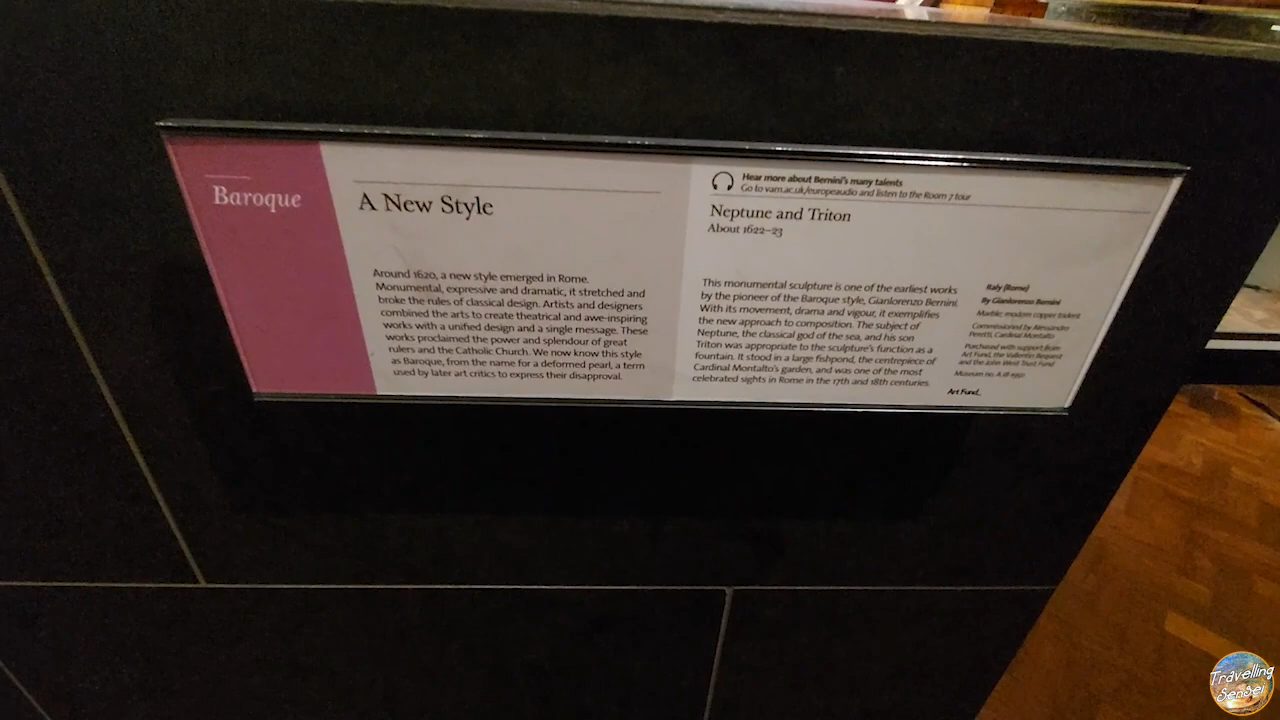 Baroque
A New Style
Around 1620, a new style emerged in Rome.
Monumental, expressive and dramatic, it stretched and
broke the rules of classical design. Artists and designers
combined the arts to create theatrical and awe-inspiring
works with a unified design and a single message. These
works proclaimed the power and splendour of great
rulers and the Catholic Church. We now know this style
as Baroque, from the name for a deformed pearl, a term
used by later art critics to express their disapproval.
Hear more about Bernini's many talents
Go to vam.ac.uk/europeaudio and listen to the Room 7 tour
Neptune and Triton
About 1622–23
This monumental sculpture is one of the earliest works
by the pioneer of the Baroque style, Gianlorenzo Bernini.
With its movement, drama and vigour, it exemplifies
the new approach to composition. The subject of
Neptune, the classical god of the sea, and his son
Triton was appropriate to the sculpture's function as a
fountain. It stood in a large fishpond, the centrepiece of
Cardinal Montalto's garden, and was one of the most
celebrated sights in Rome in the 17th and 18th centuries.
Italy (Rome)
By Gianlorenzo Bernini
Marble; modern copper trident
Commissioned by Alessandro
Peretti, Cardinal Montalto
Purchased with support from
Art Fund, the Vallentin Bequest
and the John Webb Trust Fund
Museum no. A.18-1950
Art Fund_
Travelling
SenSei